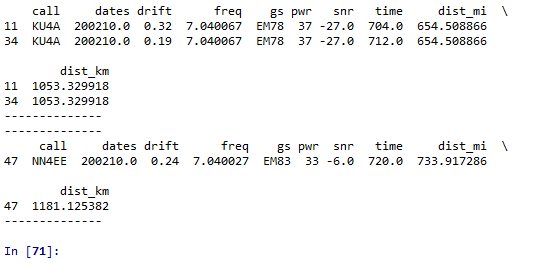 call dates drift freq gs pwr snr time dist_mi \
11 KU4A 200210.0 0.32 7.040067 EM78 37 -27.0 704.0 654.508866
34 KU4A 200210.0 0.19 7.040067 EM78 37 -27.0 712.0 654.508866
dist_km
11 1053.329918
34 1053.329918
--------------
--------------
call dates drift freq gs pwr snr time dist_mi \
47 NN4EE 200210.0 0.24 7.040027 EM83 33 -6.0 720.0 733.917286
dist_km
47 1181.125382
--------------
In [71]: